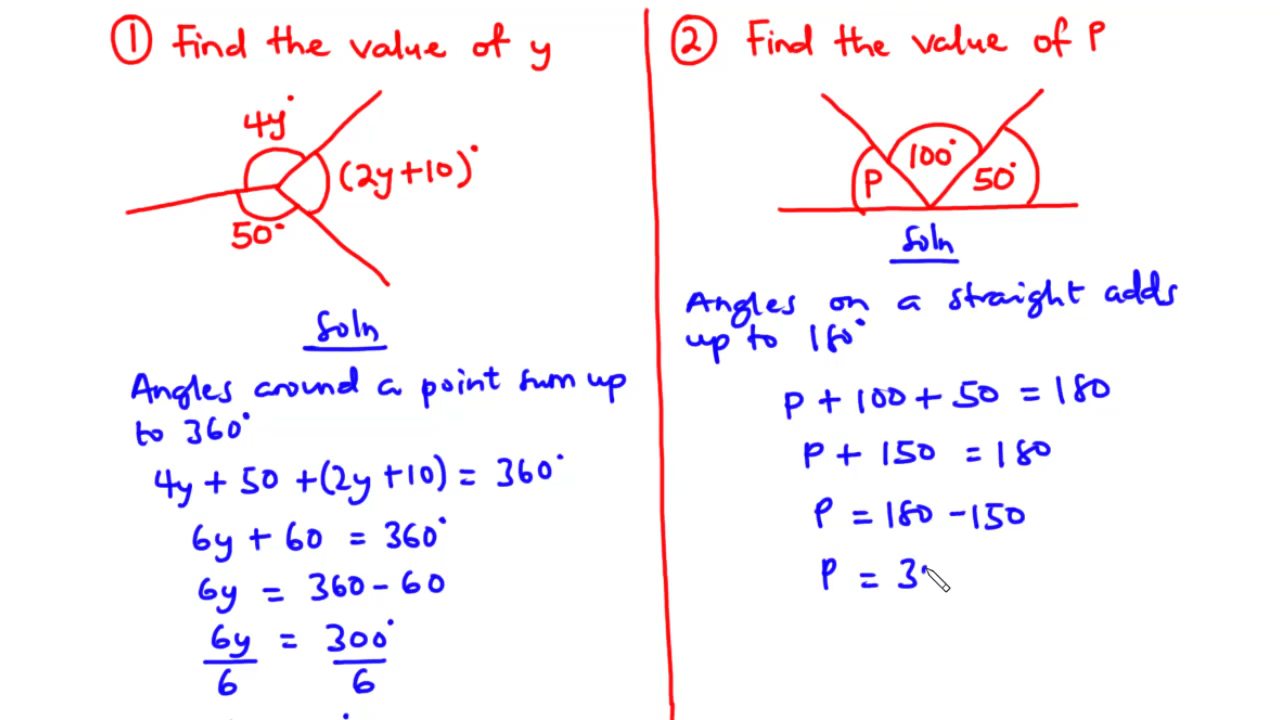 ① Find the value of y
4y°
(2y+10)°
50°
Soln
Angles around a point sum up
to 360°
4y + 50 +(2y+10) = 360°
6y + 60 = 360°
6y = 360 - 60
6y/6 = 300°/6
② Find the value of P
P
100°
50°
Soln
Angles on a straight adds
up to 180°
P + 100 + 50 = 180
P + 150 = 180
P = 180 - 150
P = 3